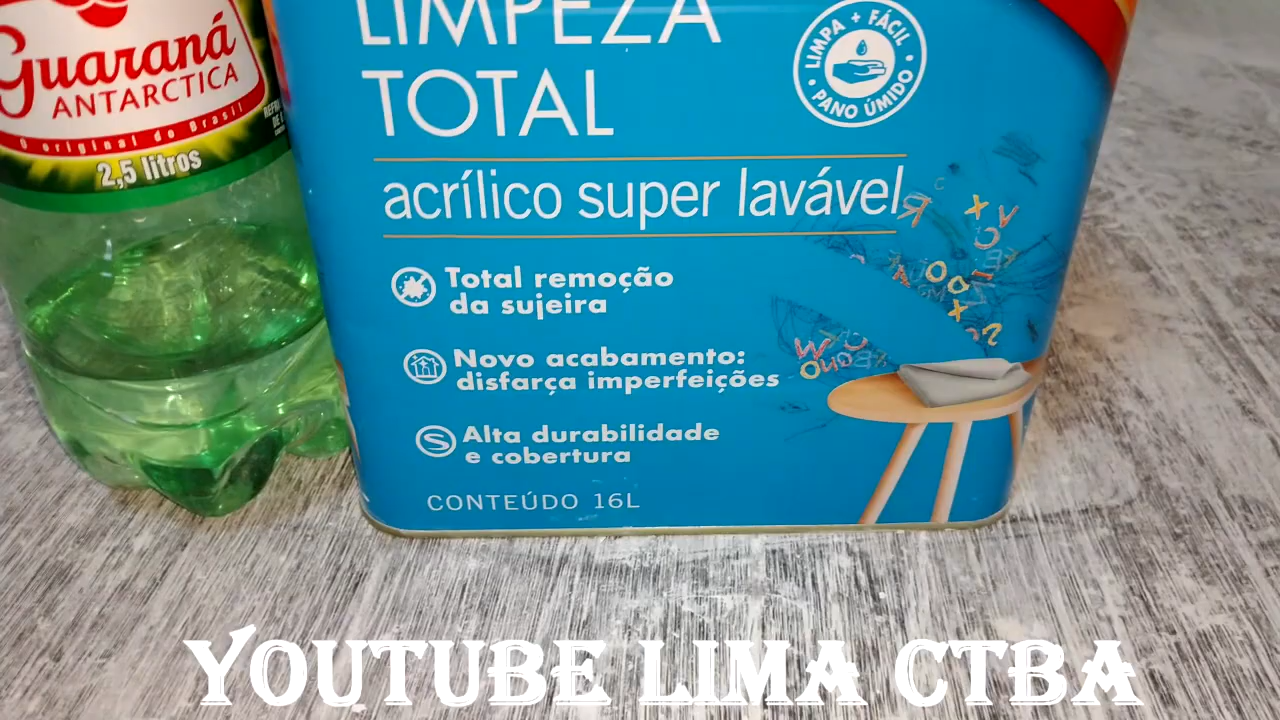 Guaraná
ANTARCTICA
O original do Brasil
2,5 litros
LIMPEZA
TOTAL
LIMPA + FÁCIL
PANO ÚMIDO
acrílico super lavável
Total remoção
da sujeira
Novo acabamento:
disfarça imperfeições
Alta durabilidade
e cobertura
CONTEÚDO 16L
YOUTUBE LIMA CTBA